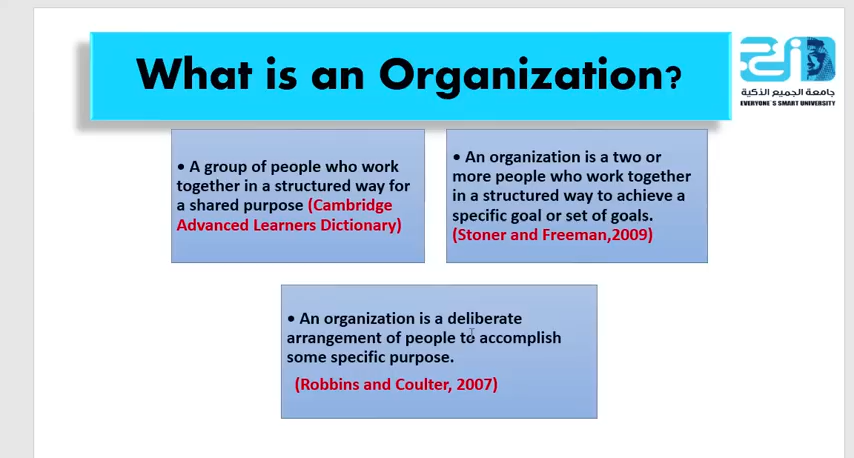 What is an Organization?
جامعة الجميع الذكية
EVERYONE'S SMART UNIVERSITY
• A group of people who work
together in a structured way for
a shared purpose (Cambridge
Advanced Learners Dictionary)
• An organization is a two or
more people who work together
in a structured way to achieve a
specific goal or set of goals.
(Stoner and Freeman,2009)
• An organization is a deliberate
arrangement of people to accomplish
some specific purpose.
(Robbins and Coulter, 2007)